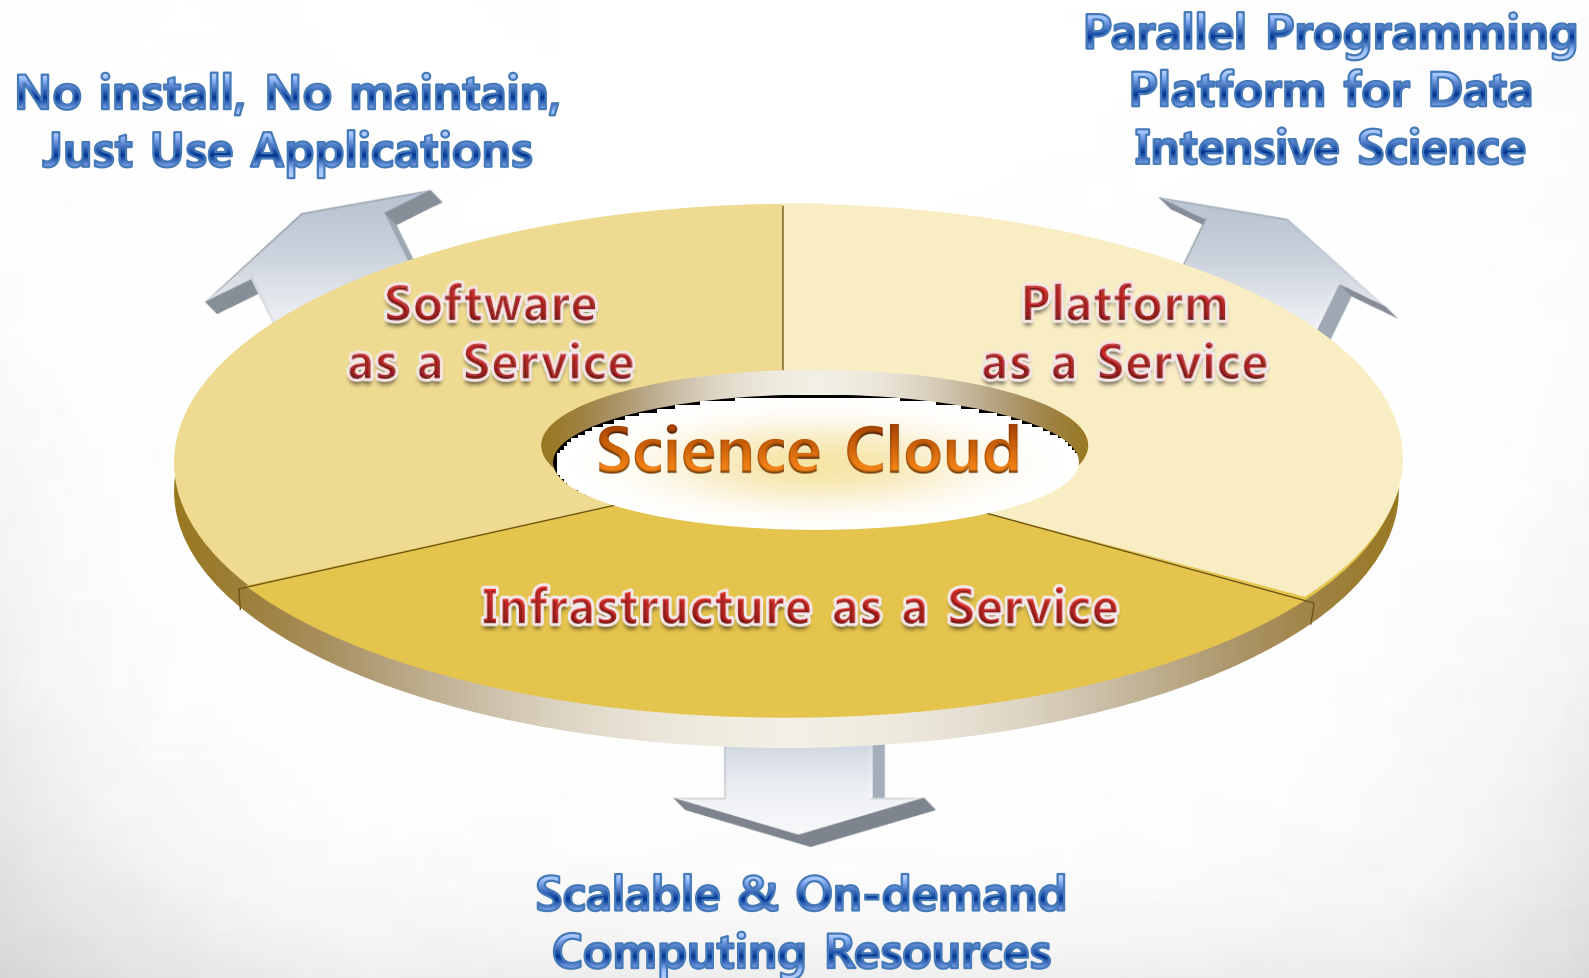 No install, No maintain,
Just Use Applications
Parallel Programming
Platform for Data
Intensive Science
Software
as a Service
Platform
as a Service
Science Cloud
Infrastructure as a Service
Scalable & On-demand
Computing Resources